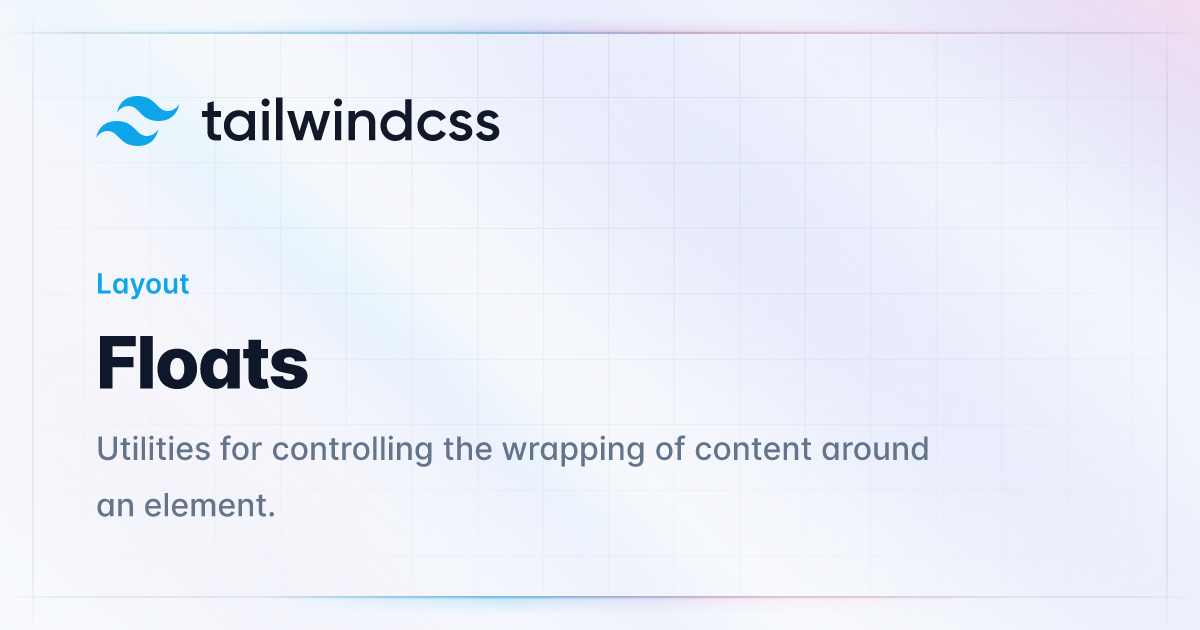 tailwindcss
Layout
Floats
Utilities for controlling the wrapping of content around
an element.